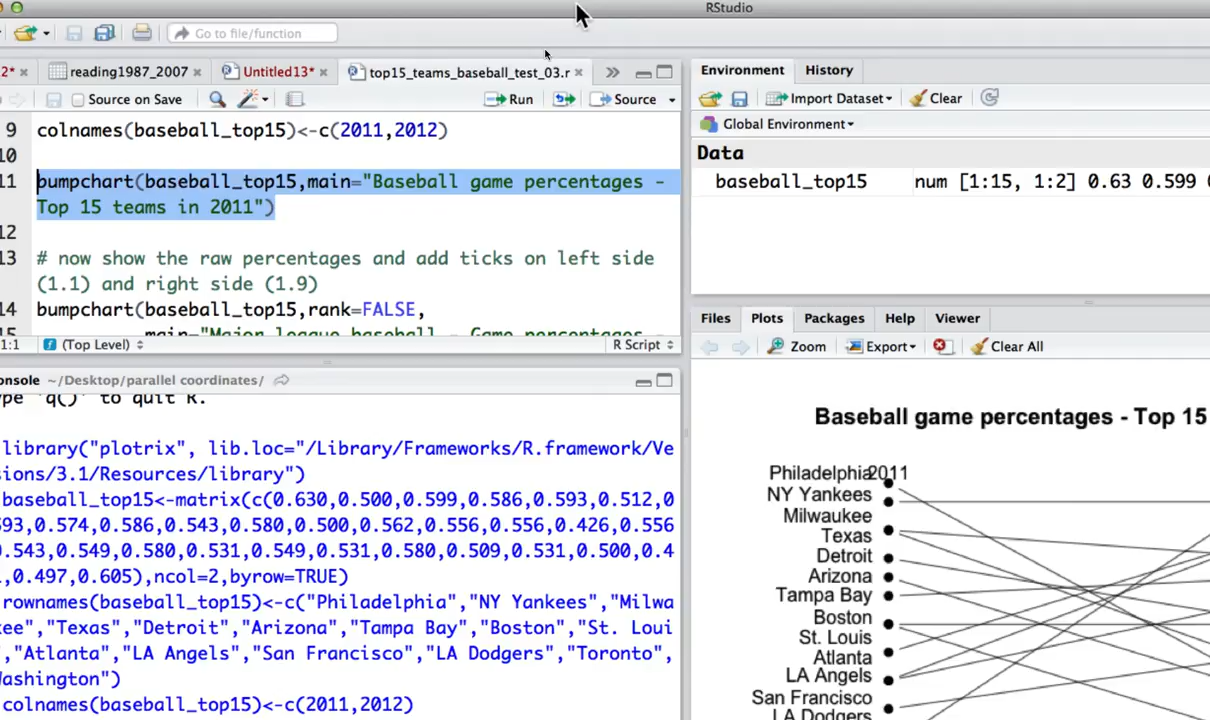 RStudio
Go to file/function
2* reading1987_2007 Untitled13* top15_teams_baseball_test_03.r
Source on Save Run Source
9 colnames(baseball_top15)<-c(2011,2012)
10
11 bumpchart(baseball_top15,main="Baseball game percentages -
Top 15 teams in 2011")
12
13 # now show the raw percentages and add ticks on left side
(1.1) and right side (1.9)
14 bumpchart(baseball_top15,rank=FALSE,
15 main="Major league baseball - Game percentages -
1:1 (Top Level) R Script
onsole ~/Desktop/parallel coordinates/
ype 'q()' to quit R.
library("plotrix", lib.loc="/Library/Frameworks/R.framework/Ve
sions/3.1/Resources/library")
baseball_top15<-matrix(c(0.630,0.500,0.599,0.586,0.593,0.512,0
593,0.574,0.586,0.543,0.580,0.500,0.562,0.556,0.556,0.426,0.556
0.543,0.549,0.580,0.531,0.549,0.531,0.580,0.509,0.531,0.500,0.4
,0.497,0.605),ncol=2,byrow=TRUE)
rownames(baseball_top15)<-c("Philadelphia","NY Yankees","Milwa
kee","Texas","Detroit","Arizona","Tampa Bay","Boston","St. Loui
","Atlanta","LA Angels","San Francisco","LA Dodgers","Toronto",
Washington")
colnames(baseball_top15)<-c(2011,2012)
Environment History
Import Dataset Clear
Global Environment
Data
baseball_top15 num [1:15, 1:2] 0.63 0.599
Files Plots Packages Help Viewer
Zoom Export Clear All
Baseball game percentages - Top 15
2011
Philadelphia
NY Yankees
Milwaukee
Texas
Detroit
Arizona
Tampa Bay
Boston
St. Louis
Atlanta
LA Angels
San Francisco
LA Dodgers